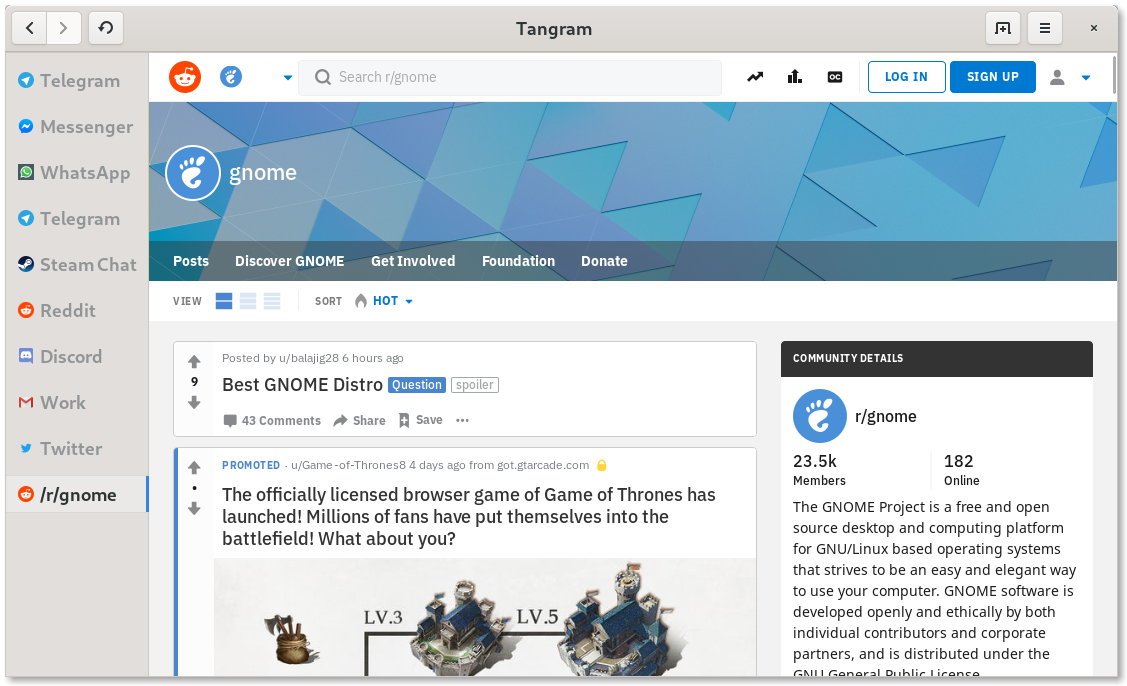 Tangram
Telegram
Messenger
WhatsApp
Telegram
Steam Chat
Reddit
Discord
Work
Twitter
/r/gnome
Search r/gnome
OC
LOG IN
SIGN UP
gnome
Posts Discover GNOME Get Involved Foundation Donate
VIEW SORT HOT
Posted by u/balajig28 6 hours ago
9
Best GNOME Distro Question spoiler
43 Comments Share Save
PROMOTED · u/Game-of-Thrones8 4 days ago from got.gtarcade.com
The officially licensed browser game of Game of Thrones has
launched! Millions of fans have put themselves into the
battlefield! What about you?
LV.3 LV.5
COMMUNITY DETAILS
r/gnome
23.5k 182
Members Online
The GNOME Project is a free and open
source desktop and computing platform
for GNU/Linux based operating systems
that strives to be an easy and elegant way
to use your computer. GNOME software is
developed openly and ethically by both
individual contributors and corporate
partners, and is distributed under the
GNU General Public License.